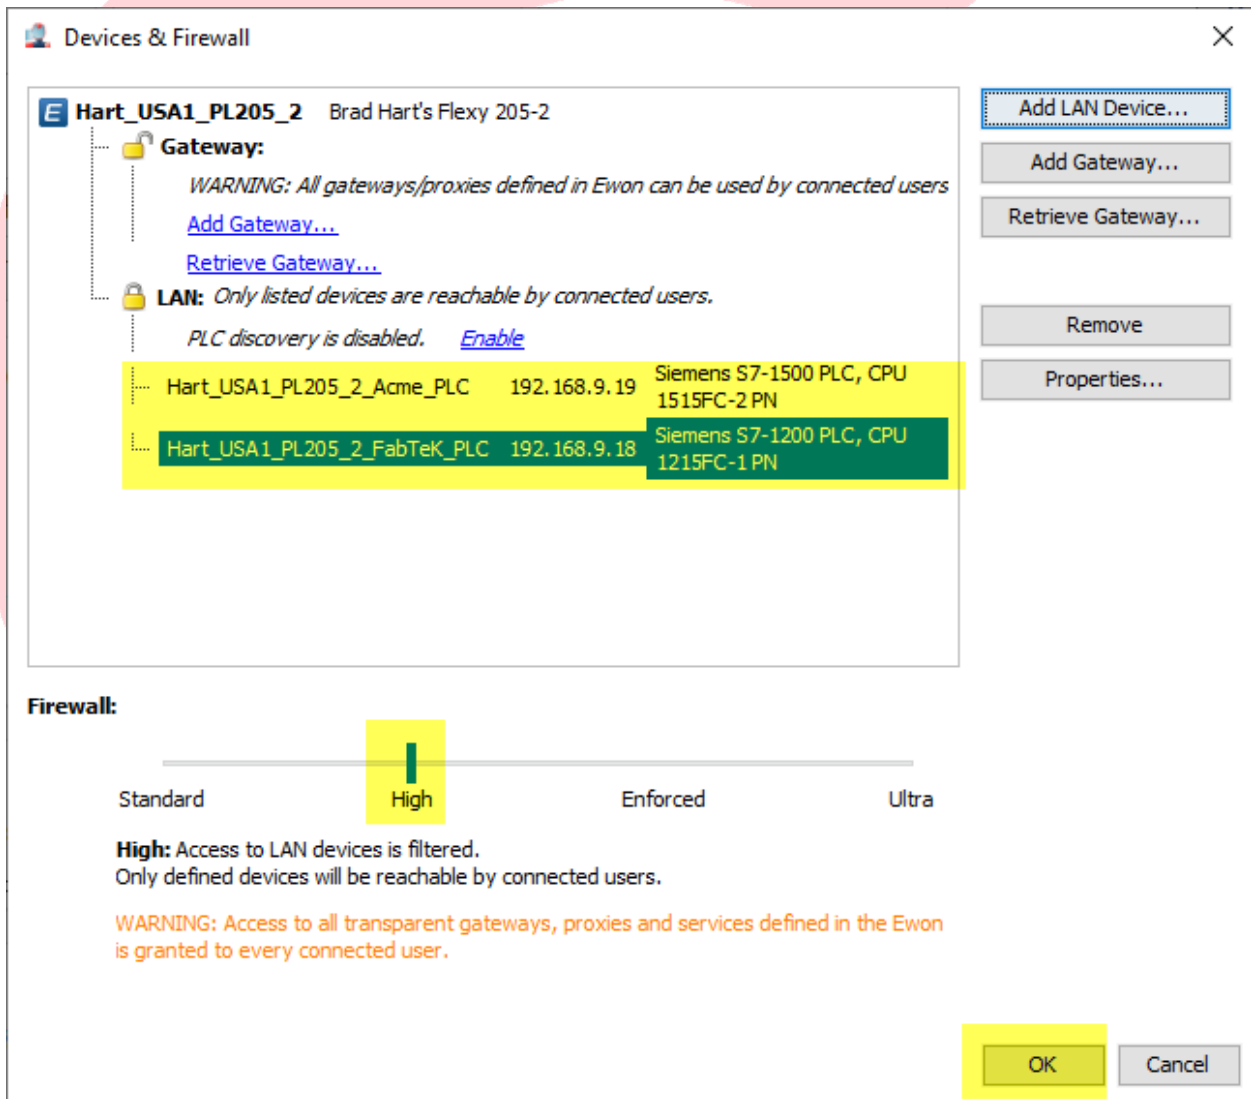 Devices & Firewall
Hart_USA1_PL205_2 Brad Hart's Flexy 205-2
Gateway:
WARNING: All gateways/proxies defined in Ewon can be used by connected users
Add Gateway...
Retrieve Gateway...
LAN: Only listed devices are reachable by connected users.
PLC discovery is disabled. Enable
Hart_USA1_PL205_2_Acme_PLC 192.168.9.19 Siemens S7-1500 PLC, CPU
1515FC-2 PN
Hart_USA1_PL205_2_FabTeK_PLC 192.168.9.18 Siemens S7-1200 PLC, CPU
1215FC-1 PN
Add LAN Device...
Add Gateway...
Retrieve Gateway...
Remove
Properties...
Firewall:
Standard High Enforced Ultra
High: Access to LAN devices is filtered.
Only defined devices will be reachable by connected users.
WARNING: Access to all transparent gateways, proxies and services defined in the Ewon
is granted to every connected user.
OK Cancel